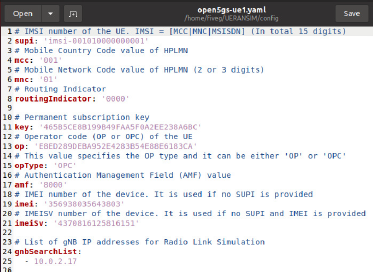 Open
open5gs-ue1.yaml
/home/Fiveg/UERANSIM/config
Save
1 # IMSI number of the UE. IMSI = [MCC|MNC|MSISDN] (In total 15 digits)
2 supi: 'imsi-001010000000001'
3 # Mobile Country Code value of HPLMN
4 mcc: '001'
5 # Mobile Network Code value of HPLMN (2 or 3 digits)
6 mnc: '01'
7 # Routing Indicator
8 routingIndicator: '0000'
9
10 # Permanent subscription key
11 key: '465B5CE8B199B49FAA5F0A2EE238A6BC'
12 # Operator code (OP or OPC) of the UE
13 op: 'E8ED289DEBA952E4283B54E88E6183CA'
14 # This value specifies the OP type and it can be either 'OP' or 'OPC'
15 opType: 'OPC'
16 # Authentication Management Field (AMF) value
17 amf: '8000'
18 # IMEI number of the device. It is used if no SUPI is provided
19 imei: '356938035643803'
20 # IMEISV number of the device. It is used if no SUPI and IMEI is provided
21 imeiSv: '4370816125816151'
22
23 # List of gNB IP addresses for Radio Link Simulation
24 gnbSearchList:
25 - 10.0.2.17
26